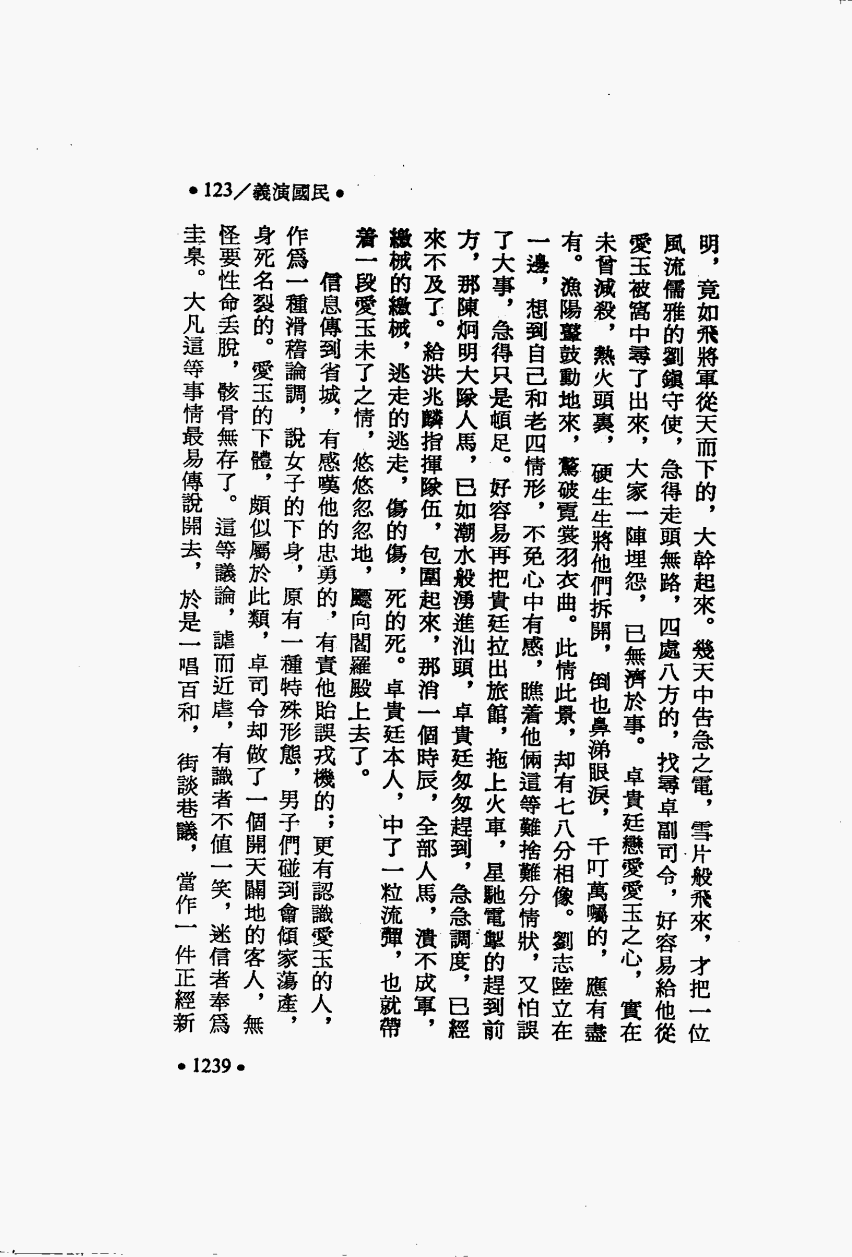 •123／義演國民•
明，竟如飛將軍從天而下的，大幹起來。幾天中告急之電，雪片般飛來，才把一位
風流儒雅的劉鎭守使，急得走頭無路，四處八方的，找尋卓副司令，好容易給他從
愛玉被窩中尋了出來，大家一陣埋怨，已無濟於事。卓貴廷戀愛愛玉之心，實在
未曾減殺，熱火頭裏，硬生生將他們拆開，倒也鼻涕眼淚，千叮萬囑的，應有盡
有。漁陽鼙鼓動地來，驚破霓裳羽衣曲。此情此景，却有七八分相像。劉志陸立在
一邊，想到自己和老四情形，不免心中有感，瞧着他倆這等難捨難分情狀，又怕誤
了大事，急得只是頓足。好容易再把貴廷拉出旅館，拖上火車，星馳電掣的趕到前
方，那陳炯明大隊人馬，已如潮水般湧進汕頭，卓貴廷匆匆趕到，急急調度，已經
來不及了。給洪兆麟指揮隊伍，包圍起來，那消一個時辰，全部人馬，潰不成軍，
繳械的繳械，逃走的逃走，傷的傷，死的死。卓貴廷本人，中了一粒流彈，也就帶
着一段愛玉未了之情，悠悠忽忽地，飄向閻羅殿上去了。
信息傳到省城，有感嘆他的忠勇的，有責他貽誤戎機的；更有認識愛玉的人，
作爲一種滑稽論調，說女子的下身，原有一種特殊形態，男子們碰到會傾家蕩產，
身死名裂的。愛玉的下體，頗似屬於此類，卓司令却做了一個開天闢地的客人，無
怪要性命丟脫，骸骨無存了。這等議論，謔而近虐，有識者不值一笑，迷信者奉爲
圭臬。大凡這等事情最易傳說開去，於是一唱百和，街談巷議，當作一件正經新
•1239•